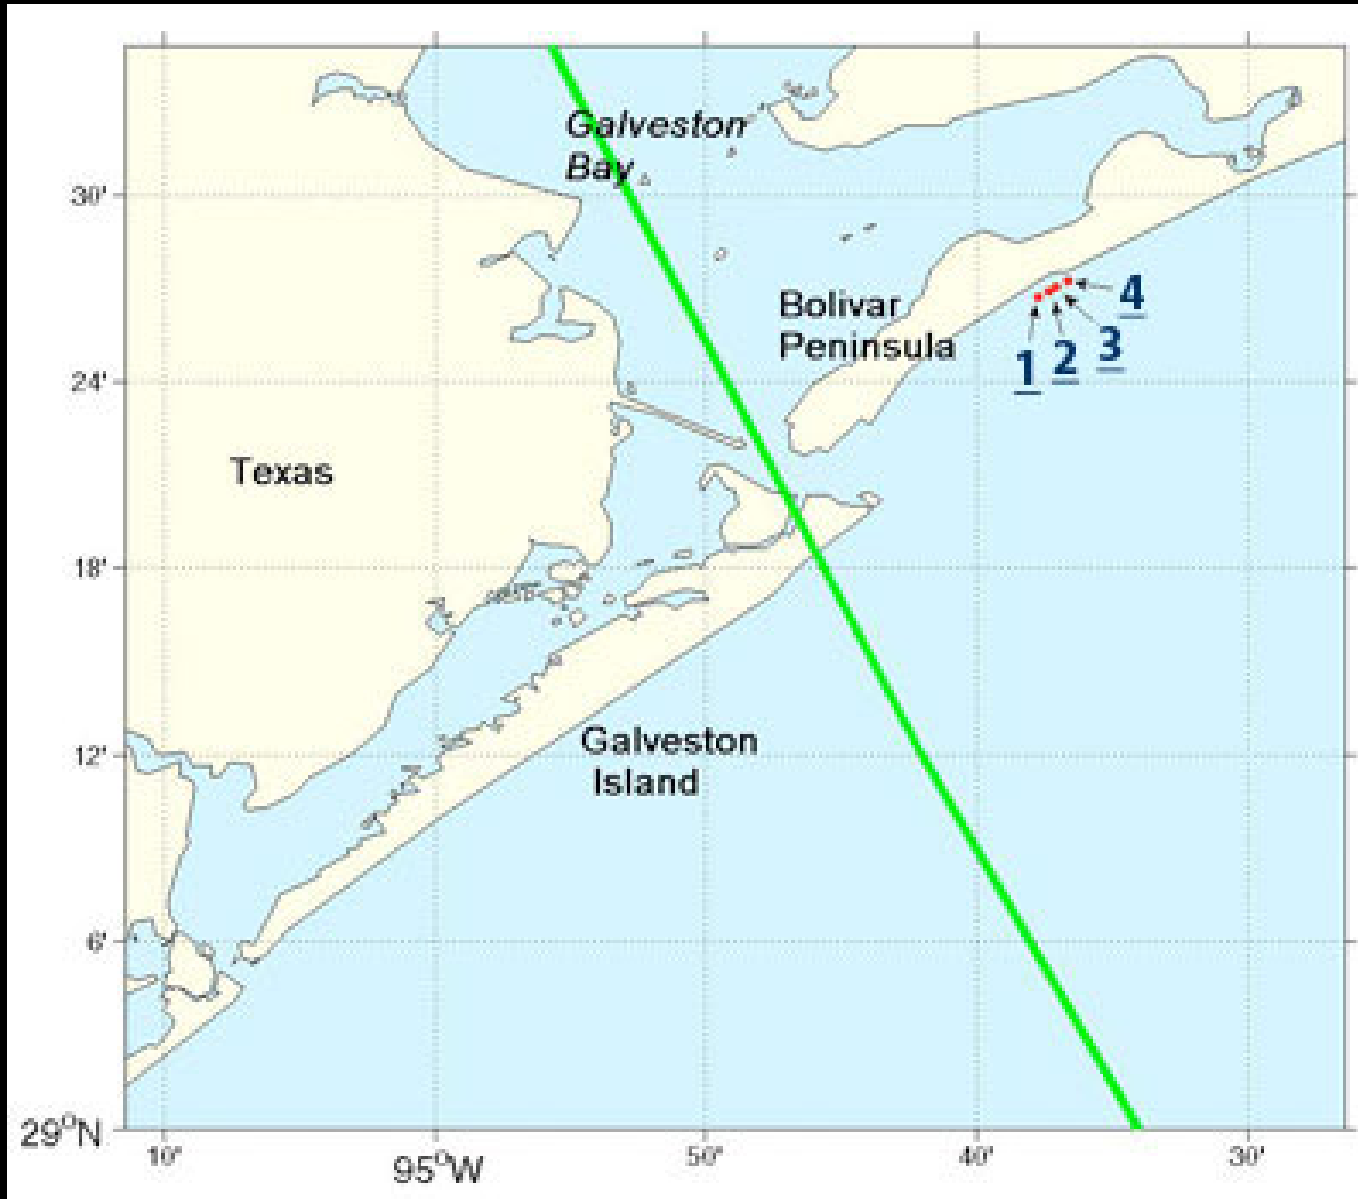 Galveston
Bay
30'
Bolivar
Peninsula
4
1
2
3
24'
Texas
18'
Galveston
Island
12'
6'
29°N
10'
95°W
50'
40'
30'